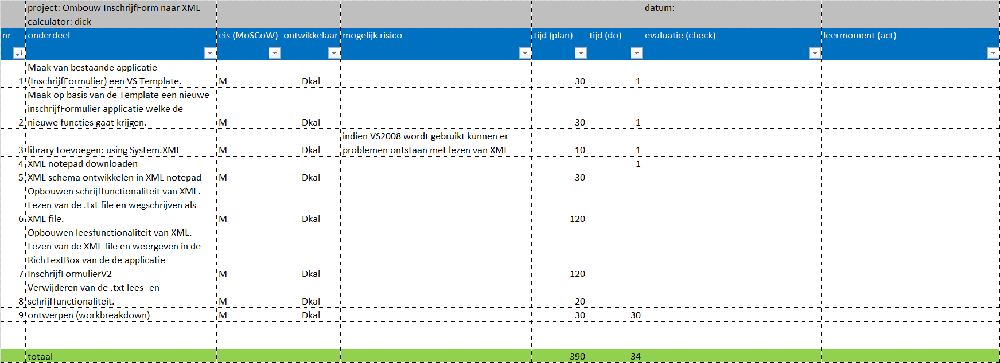 project: Ombouw InschrijfForm naar XML datum:
calculator: dick
nr onderdeel eis (MoSCoW) ontwikkelaar mogelijk risico tijd (plan) tijd (do) evaluatie (check) leermoment (act)
Maak van bestaande applicatie
1 (InschrijfFormulier) een VS Template. M Dkal 30 1
Maak op basis van de Template een nieuwe
inschrijfFormulier applicatie welke de
2 nieuwe functies gaat krijgen. M Dkal 30 1
indien VS2008 wordt gebruikt kunnen er
3 library toevoegen: using System.XML M Dkal problemen ontstaan met lezen van XML 10 1
4 XML notepad downloaden 1
5 XML schema ontwikkelen in XML notepad M Dkal 30
Opbouwen schrijffunctionaliteit van XML.
Lezen van de .txt file en wegschrijven als
6 XML file. M Dkal 120
Opbouwen leesfunctionaliteit van XML.
Lezen van de XML file en weergeven in de
RichTextBox van de de applicatie
7 InschrijfFormulierV2 M Dkal 120
Verwijderen van de .txt lees- en
8 schrijffunctionaliteit. M Dkal 20
9 ontwerpen (workbreakdown) M Dkal 30 30
totaal 390 34